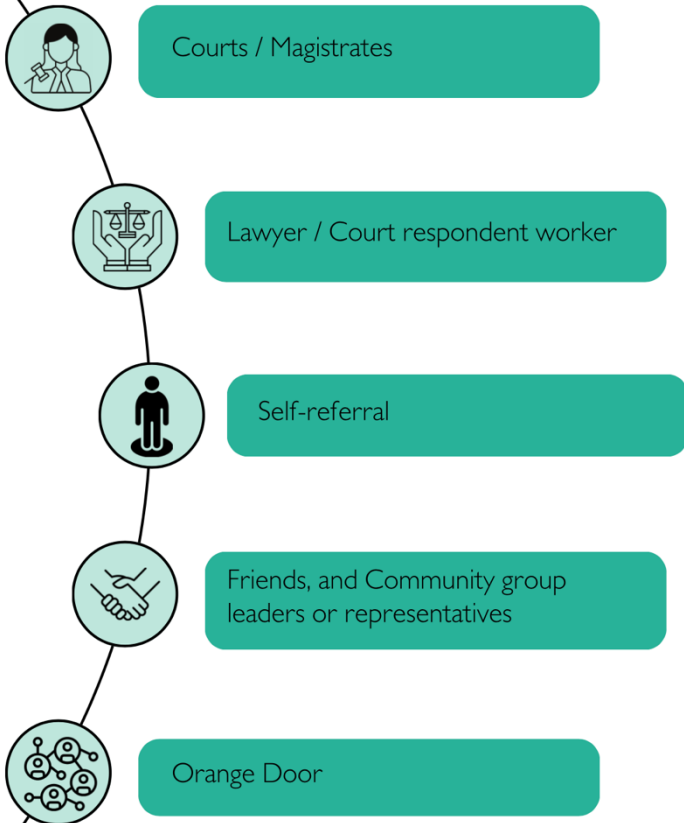 Courts / Magistrates
Lawyer / Court respondent worker
Self-referral
Friends, and Community group
leaders or representatives
Orange Door